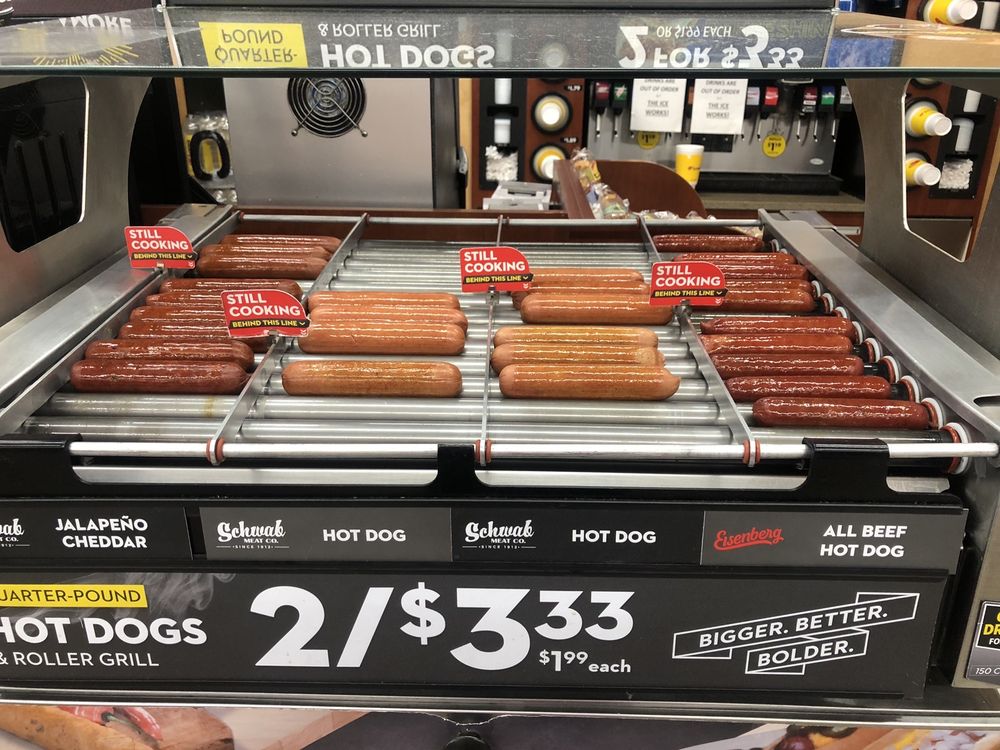 QUARTER-
POUND
HOT DOGS
& ROLLER GRILL
2 FOR $3.33
OR $1.99 EACH
DRINKS ARE
OUT OF ORDER
THE ICE
WORKS!
DRINKS ARE
OUT OF ORDER
THE ICE
WORKS!
STILL
COOKING
BEHIND THIS LINE
STILL
COOKING
BEHIND THIS LINE
STILL
COOKING
BEHIND THIS LINE
STILL
COOKING
BEHIND THIS LINE
JALAPEÑO
CHEDDAR
Schwab
MEAT CO.
SINCE 1912
HOT DOG
Schwab
MEAT CO.
SINCE 1912
HOT DOG
Eisenberg
ALL BEEF
HOT DOG
UARTER-POUND
HOT DOGS
& ROLLER GRILL
2/$3.33
$1.99 each
BIGGER. BETTER.
BOLDER.